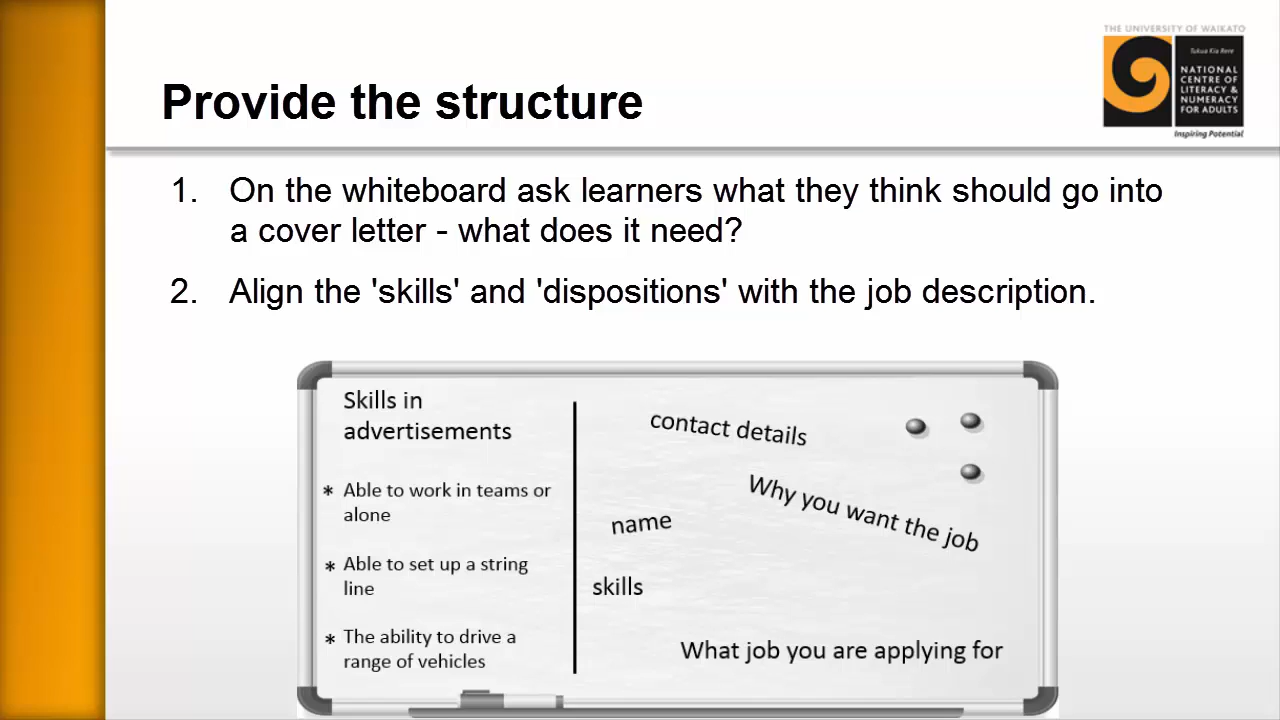 THE UNIVERSITY OF WAIKATO
Tukua Kia Rere
NATIONAL
CENTRE OF
LITERACY &
NUMERACY
FOR ADULTS
Inspiring Potential
Provide the structure
1. On the whiteboard ask learners what they think should go into
a cover letter - what does it need?
2. Align the 'skills' and 'dispositions' with the job description.
Skills in
advertisements
* Able to work in teams or
alone
* Able to set up a string
line
* The ability to drive a
range of vehicles
contact details
Why you want the job
name
skills
What job you are applying for